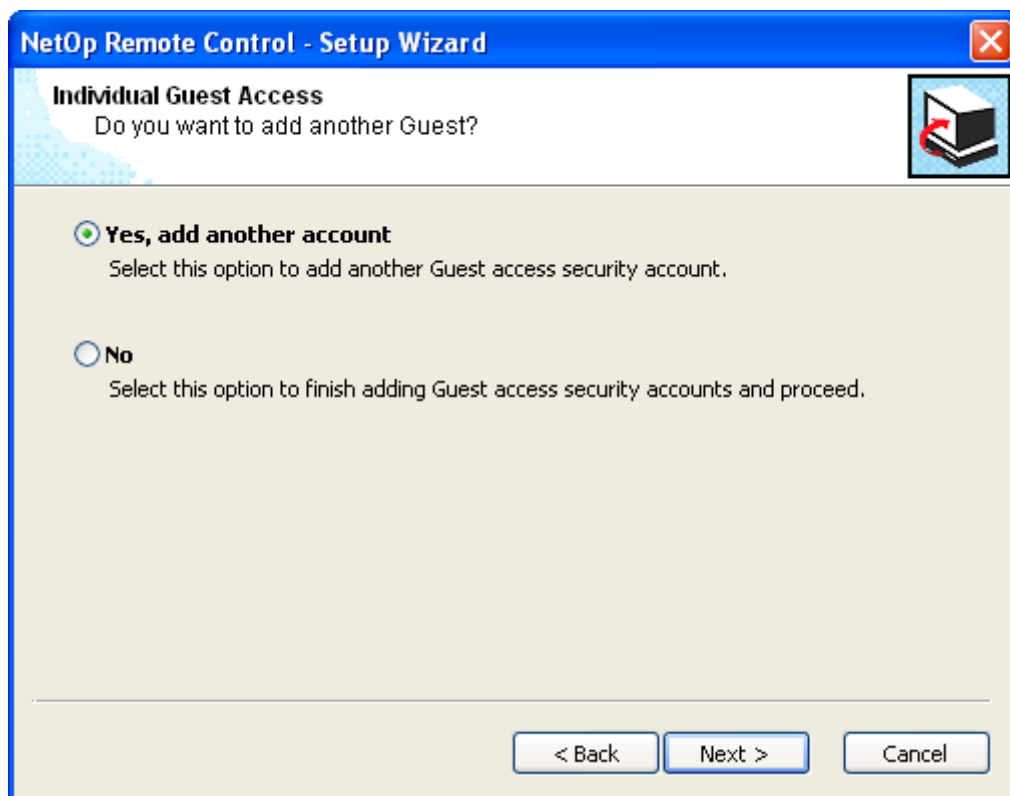 NetOp Remote Control - Setup Wizard
Individual Guest Access
Do you want to add another Guest?
Yes, add another account
Select this option to add another Guest access security account.
No
Select this option to finish adding Guest access security accounts and proceed.
< Back
Next >
Cancel